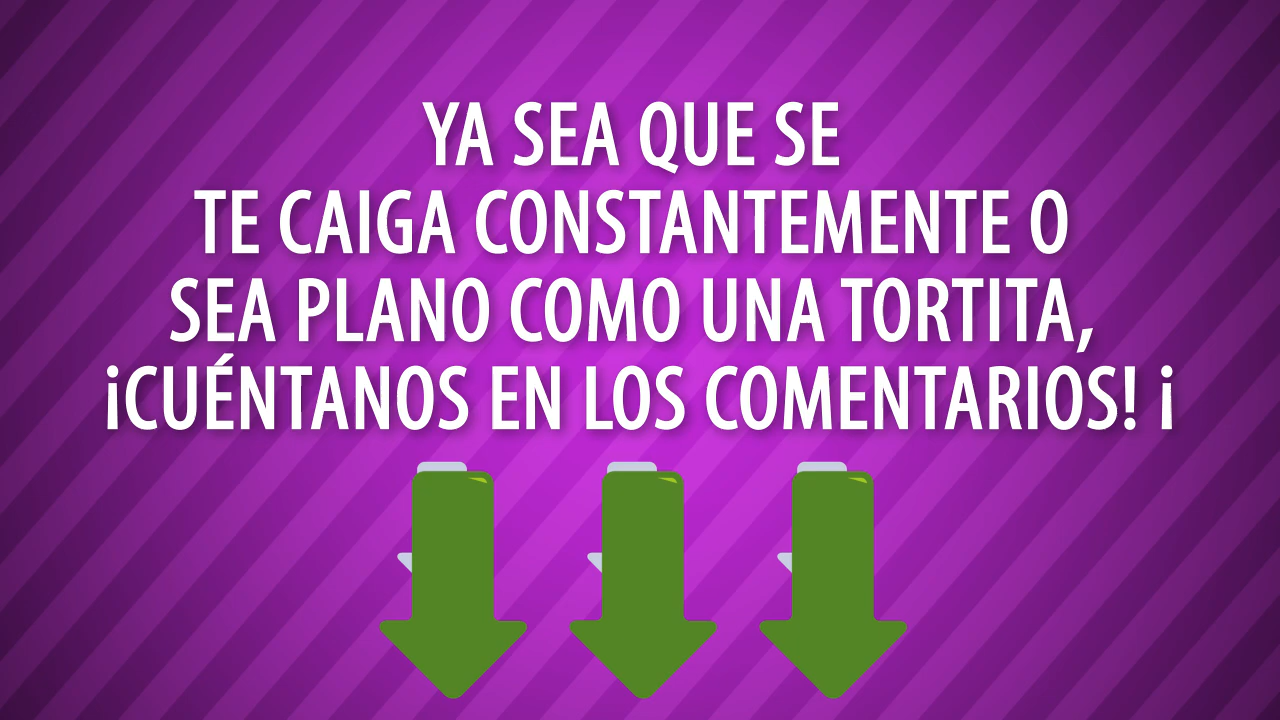 YA SEA QUE SE
TE CAIGA CONSTANTEMENTE O
SEA PLANO COMO UNA TORTITA,
¡CUÉNTANOS EN LOS COMENTARIOS! ¡